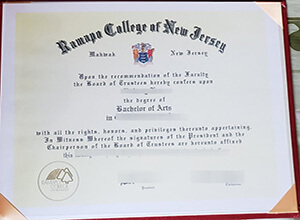 Ramapo College of New Jersey
Mahwah New Jersey
Upon the recommendation of the Faculty
the Board of Trustees hereby confers upon
the degree of
Bachelor of Arts
in
with all the rights, honors, and privileges thereunto appertaining.
In Witness Whereof the signatures of the President and the
Chairperson of the Board of Trustees are hereunto affixed
this